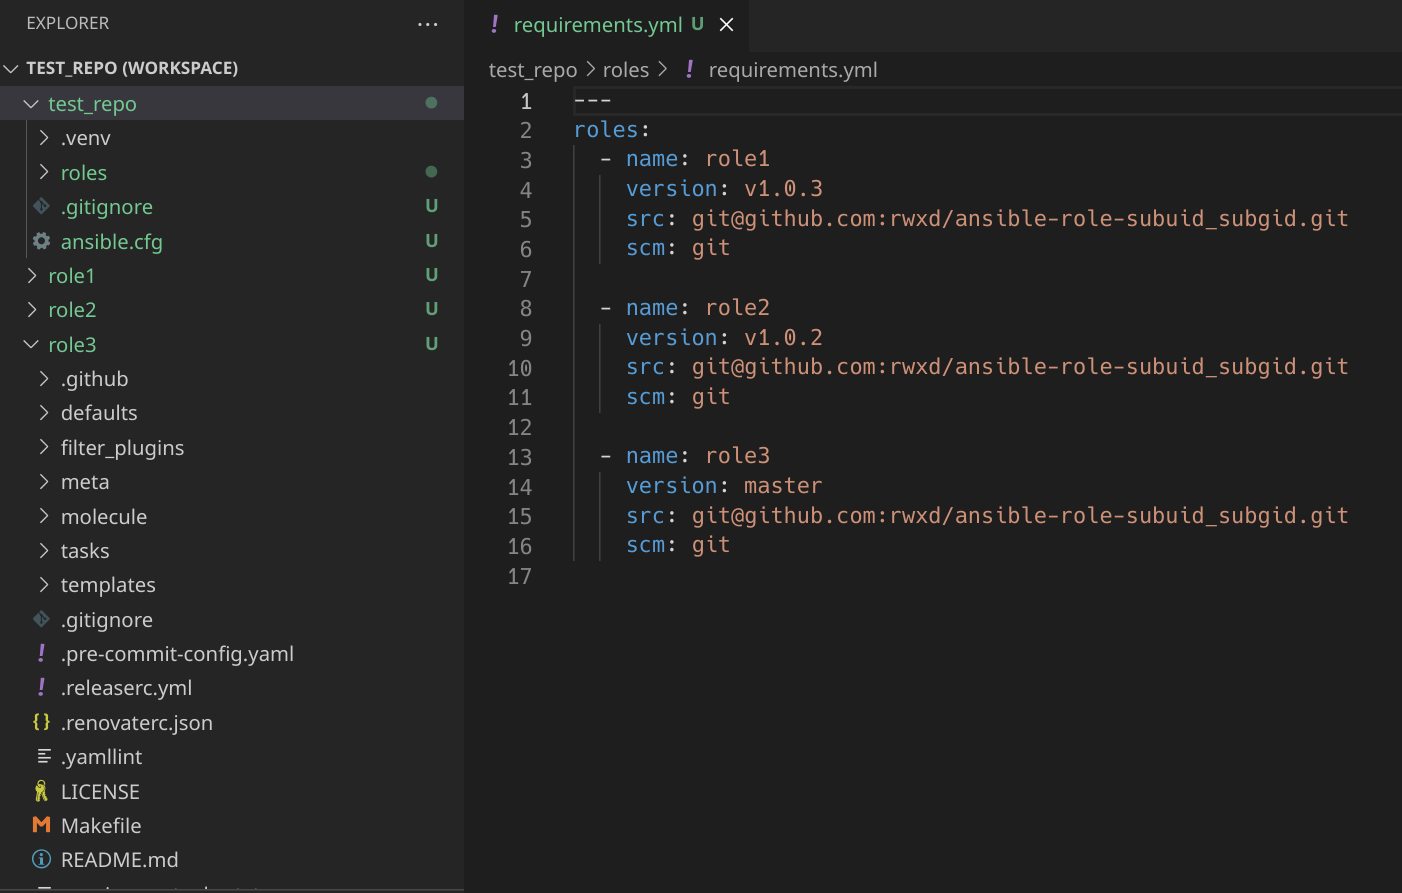 EXPLORER
TEST_REPO (WORKSPACE)
test_repo
.venv
roles
.gitignore U
ansible.cfg U
role1 U
role2 U
role3 U
.github
defaults
filter_plugins
meta
molecule
tasks
templates
.gitignore
.pre-commit-config.yaml
.releaserc.yml
.renovaterc.json
.yamllint
LICENSE
Makefile
README.md
requirements.yml U
test_repo > roles > ! requirements.yml
1 ---
2 roles:
3   - name: role1
4     version: v1.0.3
5     src: git@github.com:rwxd/ansible-role-subuid_subgid.git
6     scm: git
7
8   - name: role2
9     version: v1.0.2
10     src: git@github.com:rwxd/ansible-role-subuid_subgid.git
11     scm: git
12
13   - name: role3
14     version: master
15     src: git@github.com:rwxd/ansible-role-subuid_subgid.git
16     scm: git
17